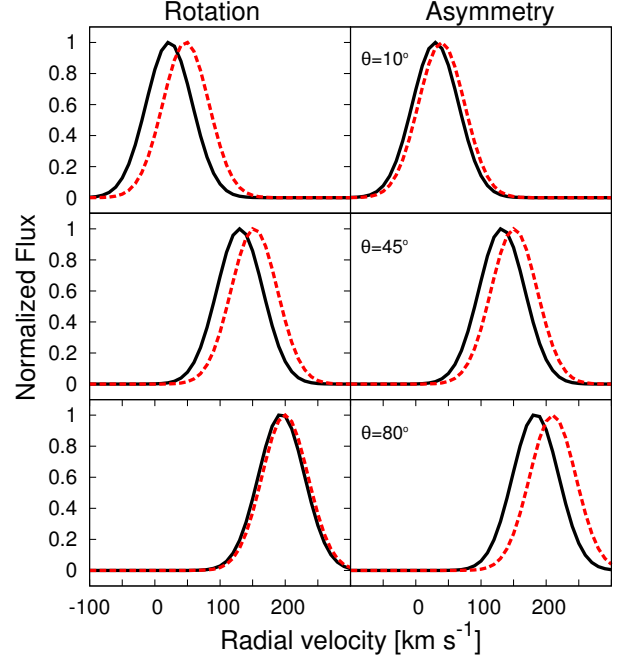 Rotation Asymmetry
1
0.8
0.6
0.4
0.2
0
θ=10°
1
0.8
0.6
0.4
0.2
0
θ=45°
1
0.8
0.6
0.4
0.2
0
θ=80°
Normalized Flux
-100 0 100 200 0 100 200
Radial velocity [km s⁻¹]